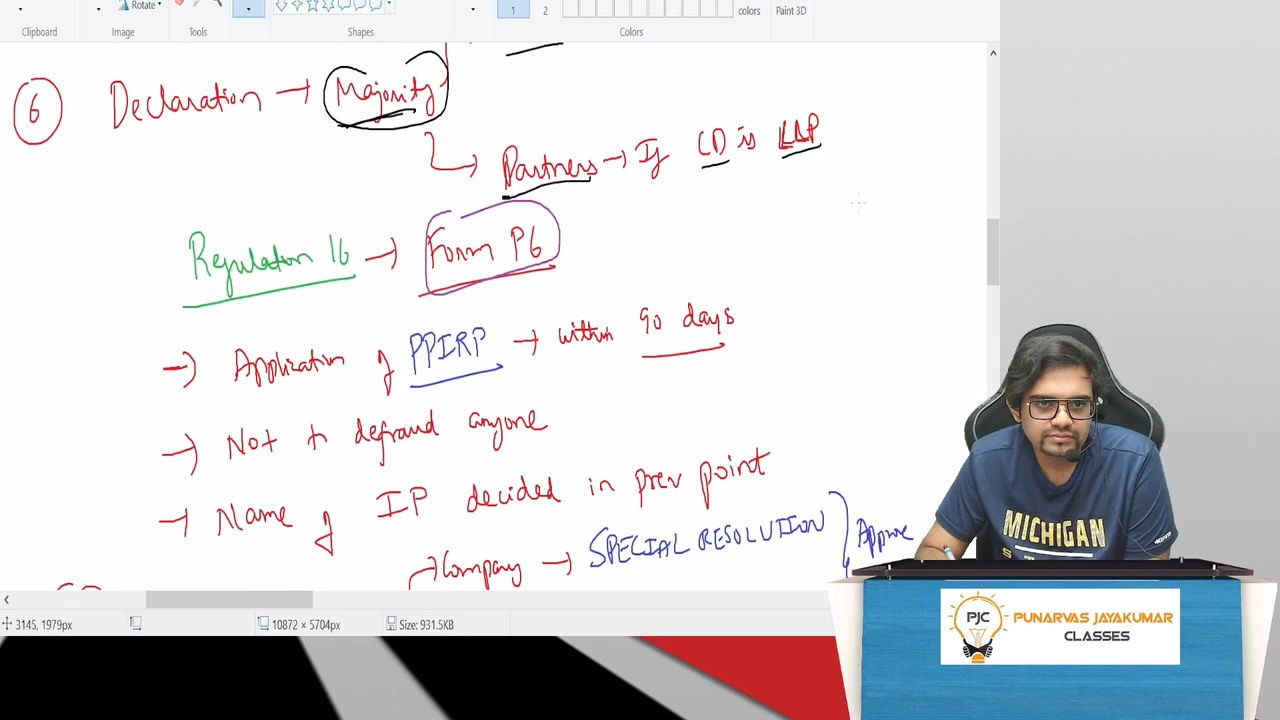 Rotate
1
2
colors
Paint 3D
Clipboard
Image
Tools
Shapes
Colors
6 Declaration → Majority
→ Partners → If CD is LLP
Regulation 16 → Form P6
→ Application of PPIRP → within 90 days
→ Not to defraud anyone
→ Name of IP decided in prev point
→ Company → SPECIAL RESOLUTION
Approve
3145, 1979px
10872 × 5704px
Size: 931.5KB
MICHIGAN
PJC
PUNARVAS JAYAKUMAR
CLASSES